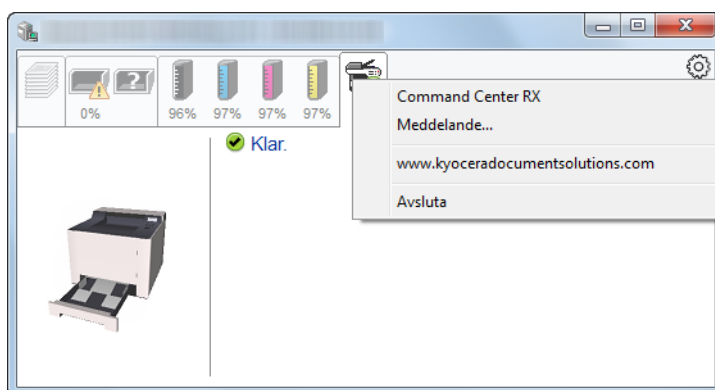 0%
96%
97%
97%
97%
Klar.
Command Center RX
Meddelande...
www.kyoceradocumentsolutions.com
Avsluta